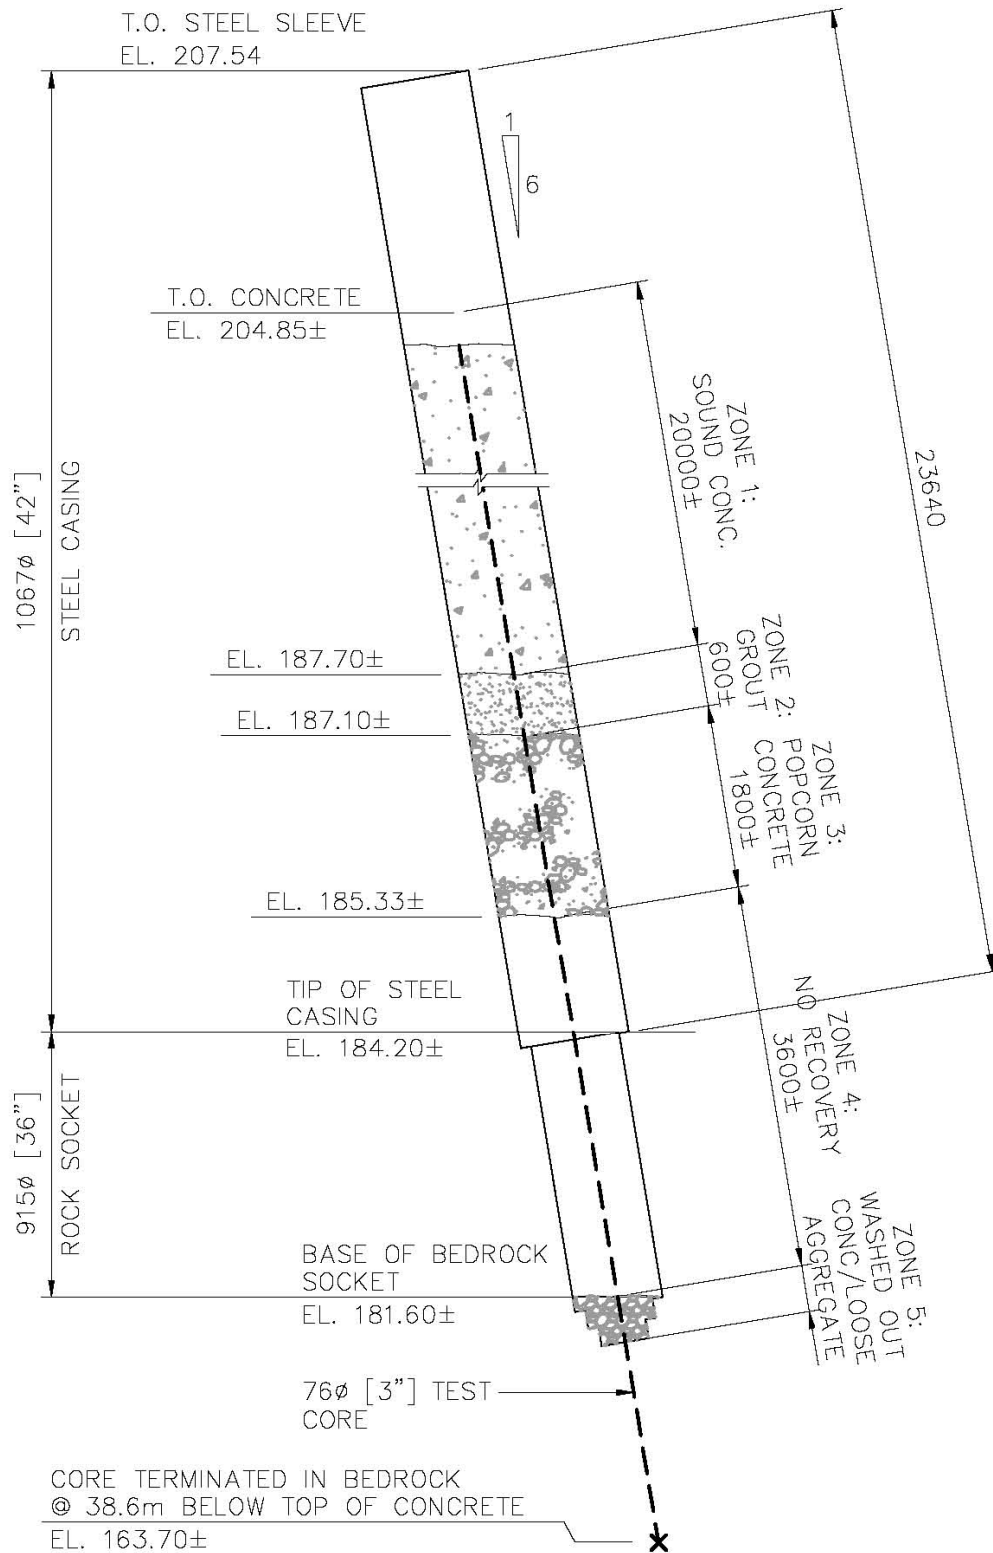 T.O. STEEL SLEEVE
EL. 207.54
1
6
T.O. CONCRETE
EL. 204.85±
23640
ZONE 1:
SOUND CONC.
20000±
1067ø [42"]
STEEL CASING
EL. 187.70±
ZONE 2:
GROUT
600±
EL. 187.10±
ZONE 3:
POPCORN
CONCRETE
1800±
EL. 185.33±
TIP OF STEEL
CASING
EL. 184.20±
ZONE 4:
NO RECOVERY
3600±
915ø [36"]
ROCK SOCKET
BASE OF BEDROCK
SOCKET
EL. 181.60±
ZONE 5:
WASHED OUT
CONC/LOOSE
AGGREGATE
76ø [3"] TEST
CORE
CORE TERMINATED IN BEDROCK
@ 38.6m BELOW TOP OF CONCRETE
EL. 163.70±